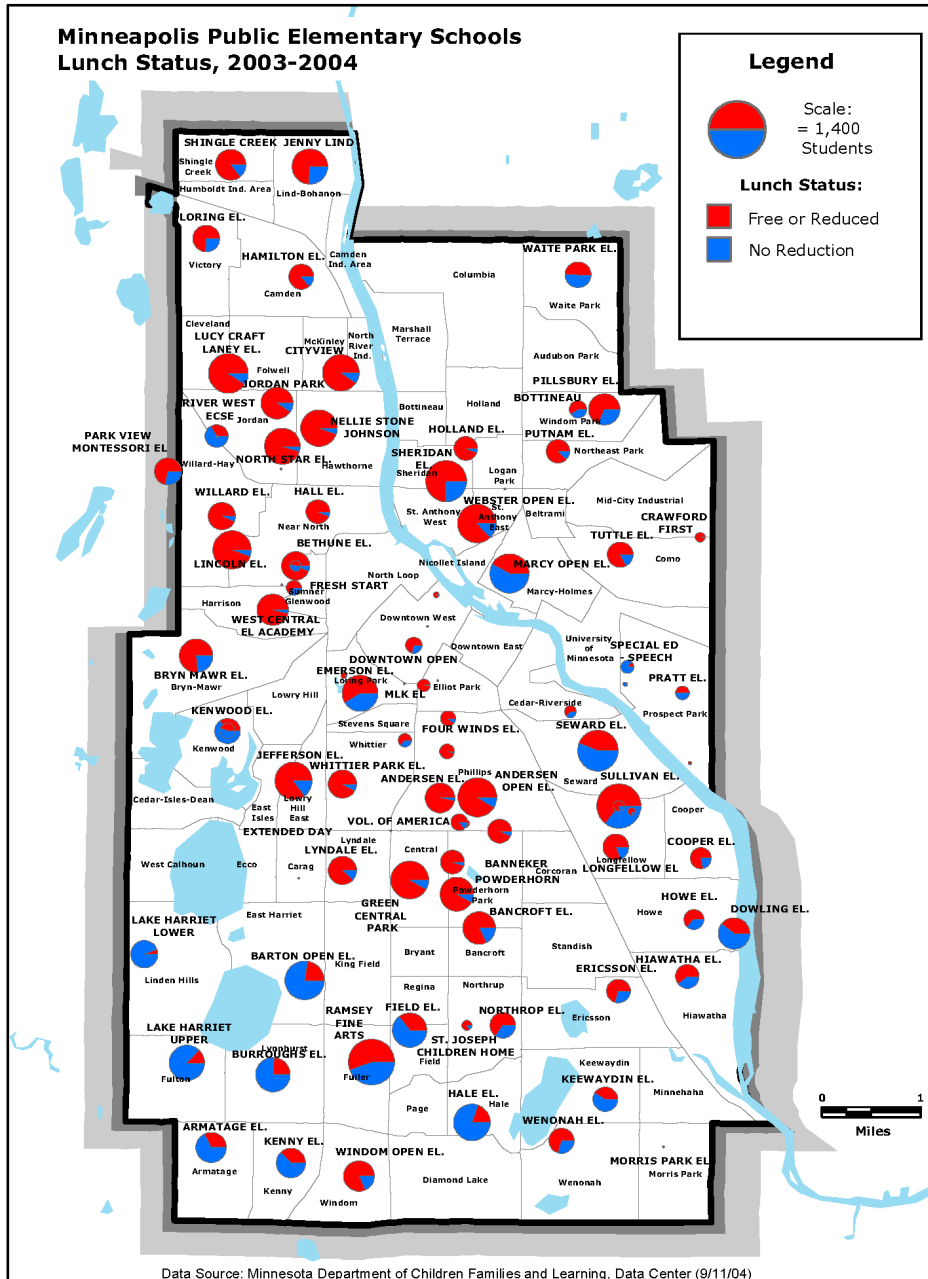 Minneapolis Public Elementary Schools
Lunch Status, 2003-2004
Legend
Scale:
= 1,400
Students
Lunch Status:
Free or Reduced
No Reduction
SHINGLE CREEK
JENNY LIND
Shingle
Creek
Humboldt Ind. Area
Lind-Bohanon
LORING EL.
Victory
HAMILTON EL.
Camden
Camden
Ind. Area
Columbia
WAITE PARK EL.
Waite Park
Cleveland
LUCY CRAFT
LANEY EL.
Folwell
McKinley
CITYVIEW
North
River
Ind.
Marshall
Terrace
Audubon Park
JORDAN PARK
RIVER WEST
ECSE
Jordan
NELLIE STONE
JOHNSON
Bottineau
Holland
PILLSBURY EL.
BOTTINEAU
Windom Park
PARK VIEW
MONTESSORI EL
Willard-Hay
NORTH STAR EL.
Hawthorne
HOLLAND EL.
SHERIDAN
EL.
Sheridan
Logan
Park
PUTNAM EL.
Northeast Park
WILLARD EL.
HALL EL.
Near North
WEBSTER OPEN EL.
St. Anthony
West
St.
Anthony
East
Beltrami
Mid-City Industrial
CRAWFORD
FIRST
TUTTLE EL.
Como
LINCOLN EL.
BETHUNE EL.
FRESH START
Sumner
Glenwood
North Loop
Nicollet Island
MARCY OPEN EL.
Marcy-Holmes
Harrison
WEST CENTRAL
EL ACADEMY
Downtown West
Downtown East
University
of
Minnesota
SPECIAL ED
- SPEECH
BRYN MAWR EL.
Bryn-Mawr
DOWNTOWN OPEN
EMERSON EL.
Loring Park
MLK EL
Elliot Park
Lowry Hill
PRATT EL.
Prospect Park
KENWOOD EL.
Kenwood
Stevens Square
FOUR WINDS EL.
Cedar-Riverside
SEWARD EL.
Seward
Whittier
JEFFERSON EL.
WHITTIER PARK EL.
ANDERSEN EL.
Phillips
ANDERSEN
OPEN EL.
SULLIVAN EL.
Cooper
Cedar-Isles-Dean
East
Isles
Lowry
Hill
East
EXTENDED DAY
VOL. OF AMERICA
Lyndale
LYNDALE EL.
West Calhoun
Ecco
Carag
Central
BANNEKER
POWDERHORN
Powderhorn
Park
Corcoran
Longfellow
LONGFELLOW EL
COOPER EL.
GREEN
CENTRAL
PARK
BANCROFT EL.
Bancroft
Howe
HOWE EL.
DOWLING EL.
LAKE HARRIET
LOWER
Linden Hills
East Harriet
BARTON OPEN EL.
King Field
Bryant
Standish
ERICSSON EL.
HIAWATHA EL.
Hiawatha
Regina
Northrup
RAMSEY
FINE
ARTS
FIELD EL.
NORTHROP EL.
Ericsson
LAKE HARRIET
UPPER
Fulton
Lynnhurst
BURROUGHS EL.
Fuller
ST. JOSEPH
CHILDREN HOME
Field
Keewaydin
KEEWAYDIN EL.
Minnehaha
HALE EL.
Hale
Page
WENONAH EL.
Wenonah
ARMATAGE EL.
Armatage
KENNY EL.
Kenny
WINDOM OPEN EL.
Windom
Diamond Lake
MORRIS PARK EL.
Morris Park
0 1
Miles
Data Source: Minnesota Department of Children Families and Learning, Data Center (9/11/04)